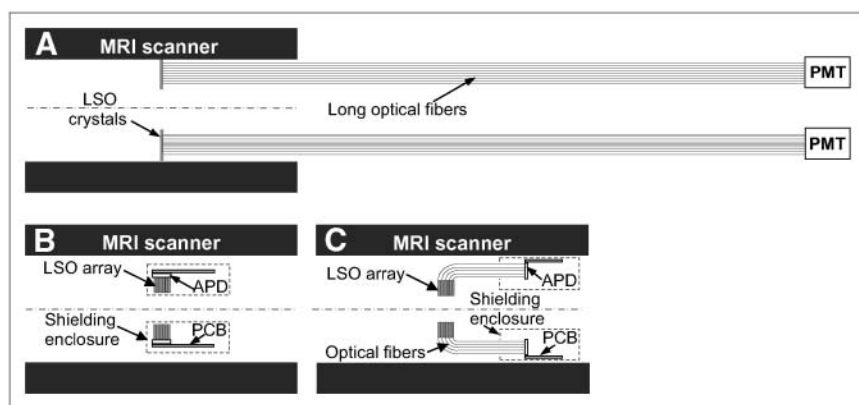 A
MRI scanner
PMT
LSO
crystals
Long optical fibers
PMT
B
MRI scanner
LSO array
APD
Shielding
enclosure
PCB
C
MRI scanner
LSO array
APD
Shielding
enclosure
PCB
Optical fibers